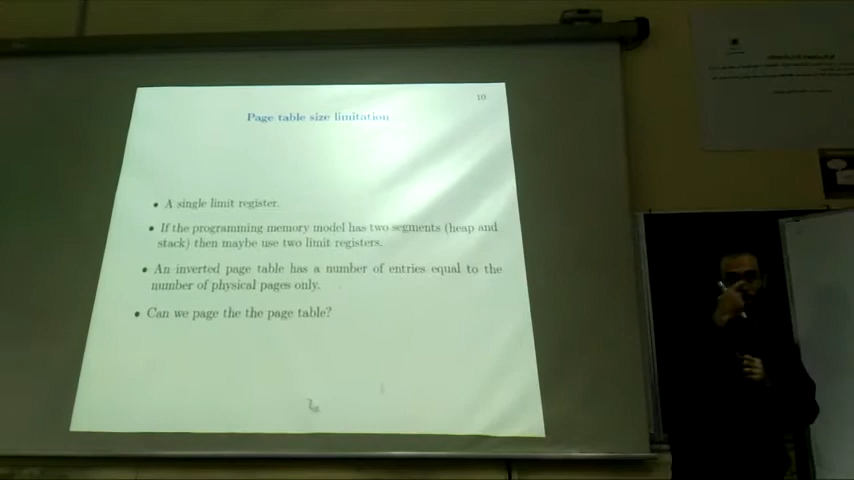 10
Page table size limitation
• A single limit register.
• If the programming memory model has two segments (heap and
stack) then maybe use two limit registers.
• An inverted page table has a number of entries equal to the
number of physical pages only.
• Can we page the the page table?